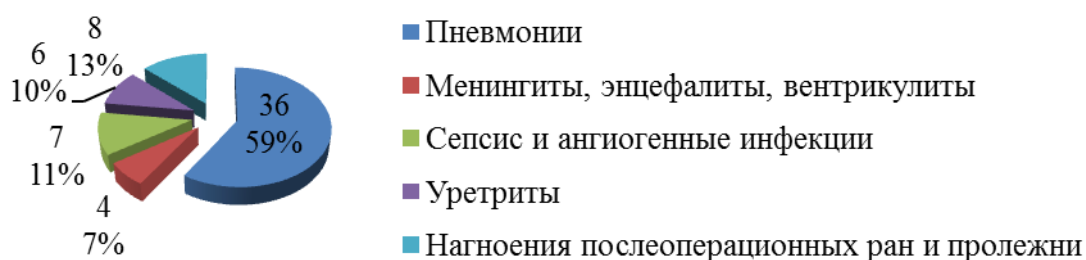 8
13%
6
10%
7
11%
4
7%
36
59%
Пневмонии
Менингиты, энцефалиты, вентрикулиты
Сепсис и ангиогенные инфекции
Уретриты
Нагноения послеоперационных ран и пролежни